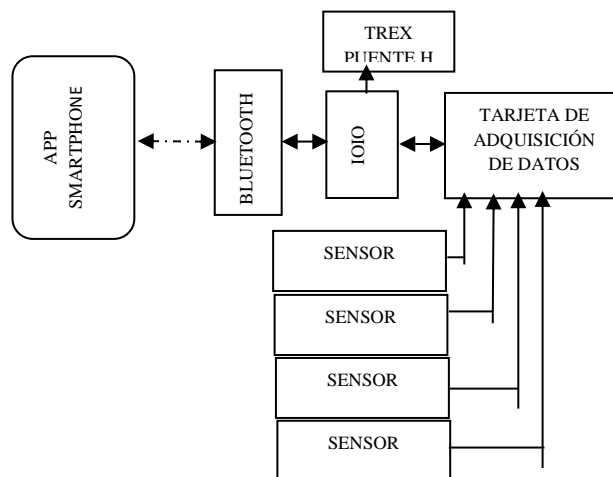 TREX
PUENTE H
APP
SMARTPHONE
BLUETOOTH
IOIO
TARJETA DE
ADQUISICIÓN
DE DATOS
SENSOR
SENSOR
SENSOR
SENSOR